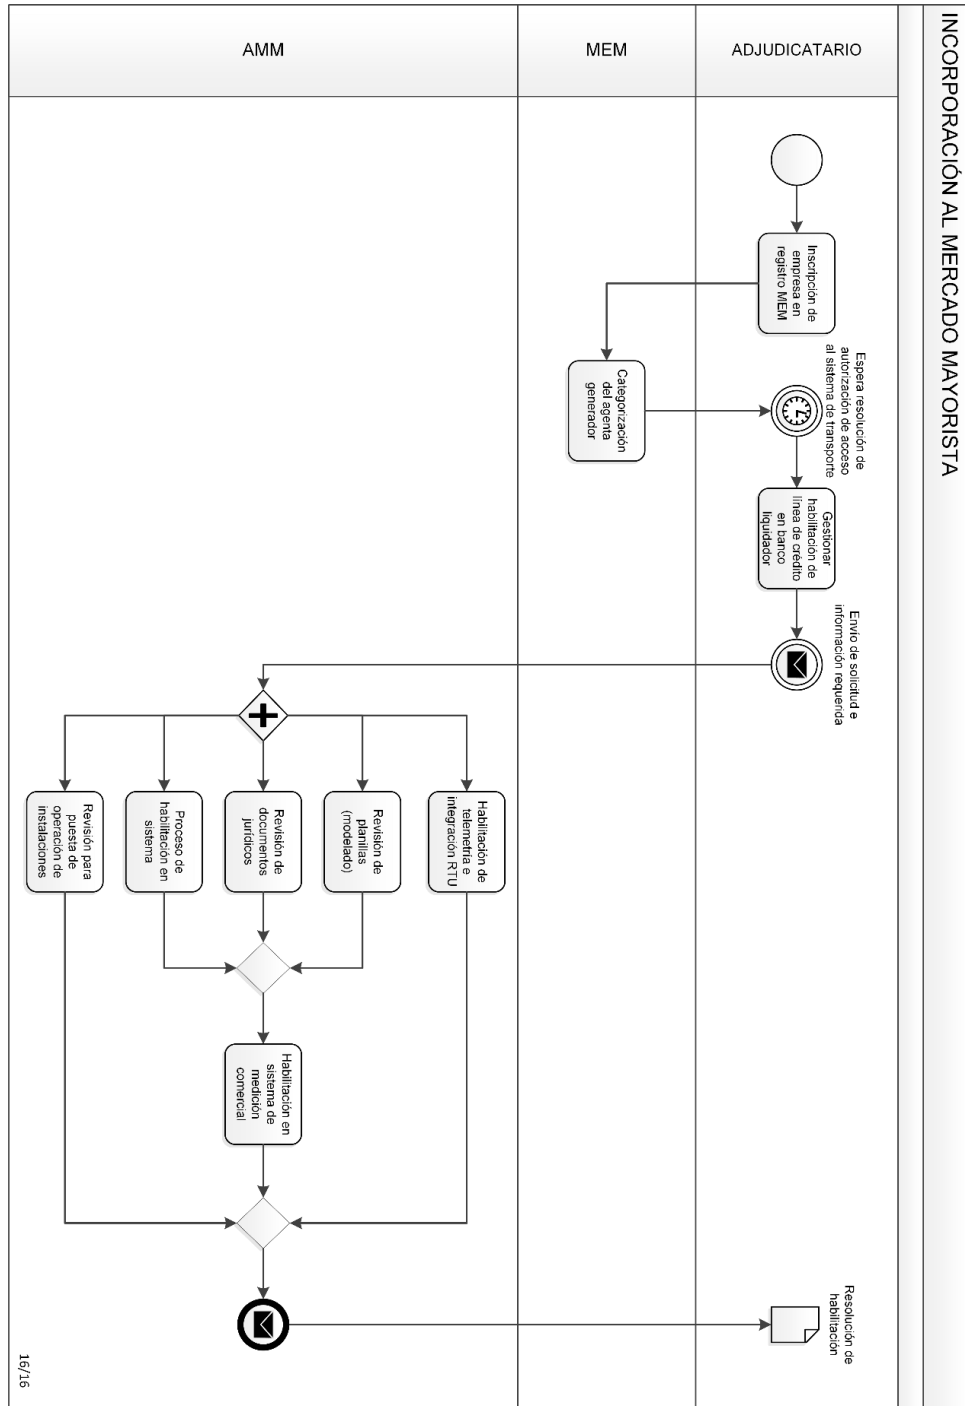 INCORPORACIÓN AL MERCADO MAYORISTA
ADJUDICATARIO
MEM
AMM
Inscripción de
empresa en
registro MEM
Categorización
del agenta
generador
Espera resolución de
autorización de acceso
al sistema de transporte
Gestionar
habilitación de
línea de crédito
en banco
liquidador
Envío de solicitud e
información requerida
Habilitación de
telemetría e
integración RTU
Revisión de
planillas
(modelado)
Revisión de
documentos
jurídicos
Proceso de
habilitación en
sistema
Revisión para
puesta de
operación de
instalaciones
Habilitación en
sistema de
medición
comercial
Resolución de
habilitación
16/16